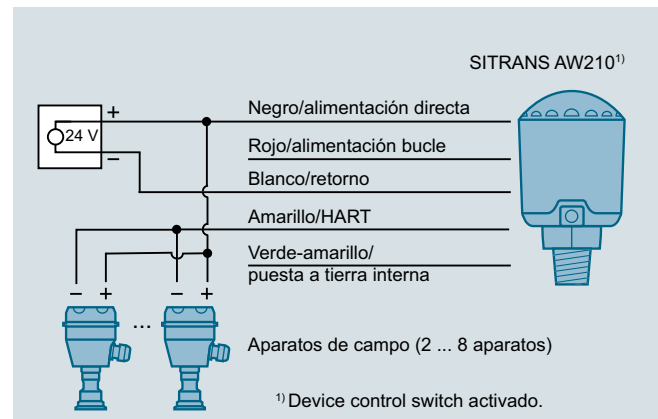 SITRANS AW210¹⁾
+
Negro/alimentación directa
24 V
Rojo/alimentación bucle
–
Blanco/retorno
Amarillo/HART
Verde-amarillo/
puesta a tierra interna
– + – +
...
Aparatos de campo (2 ... 8 aparatos)
¹⁾ Device control switch activado.